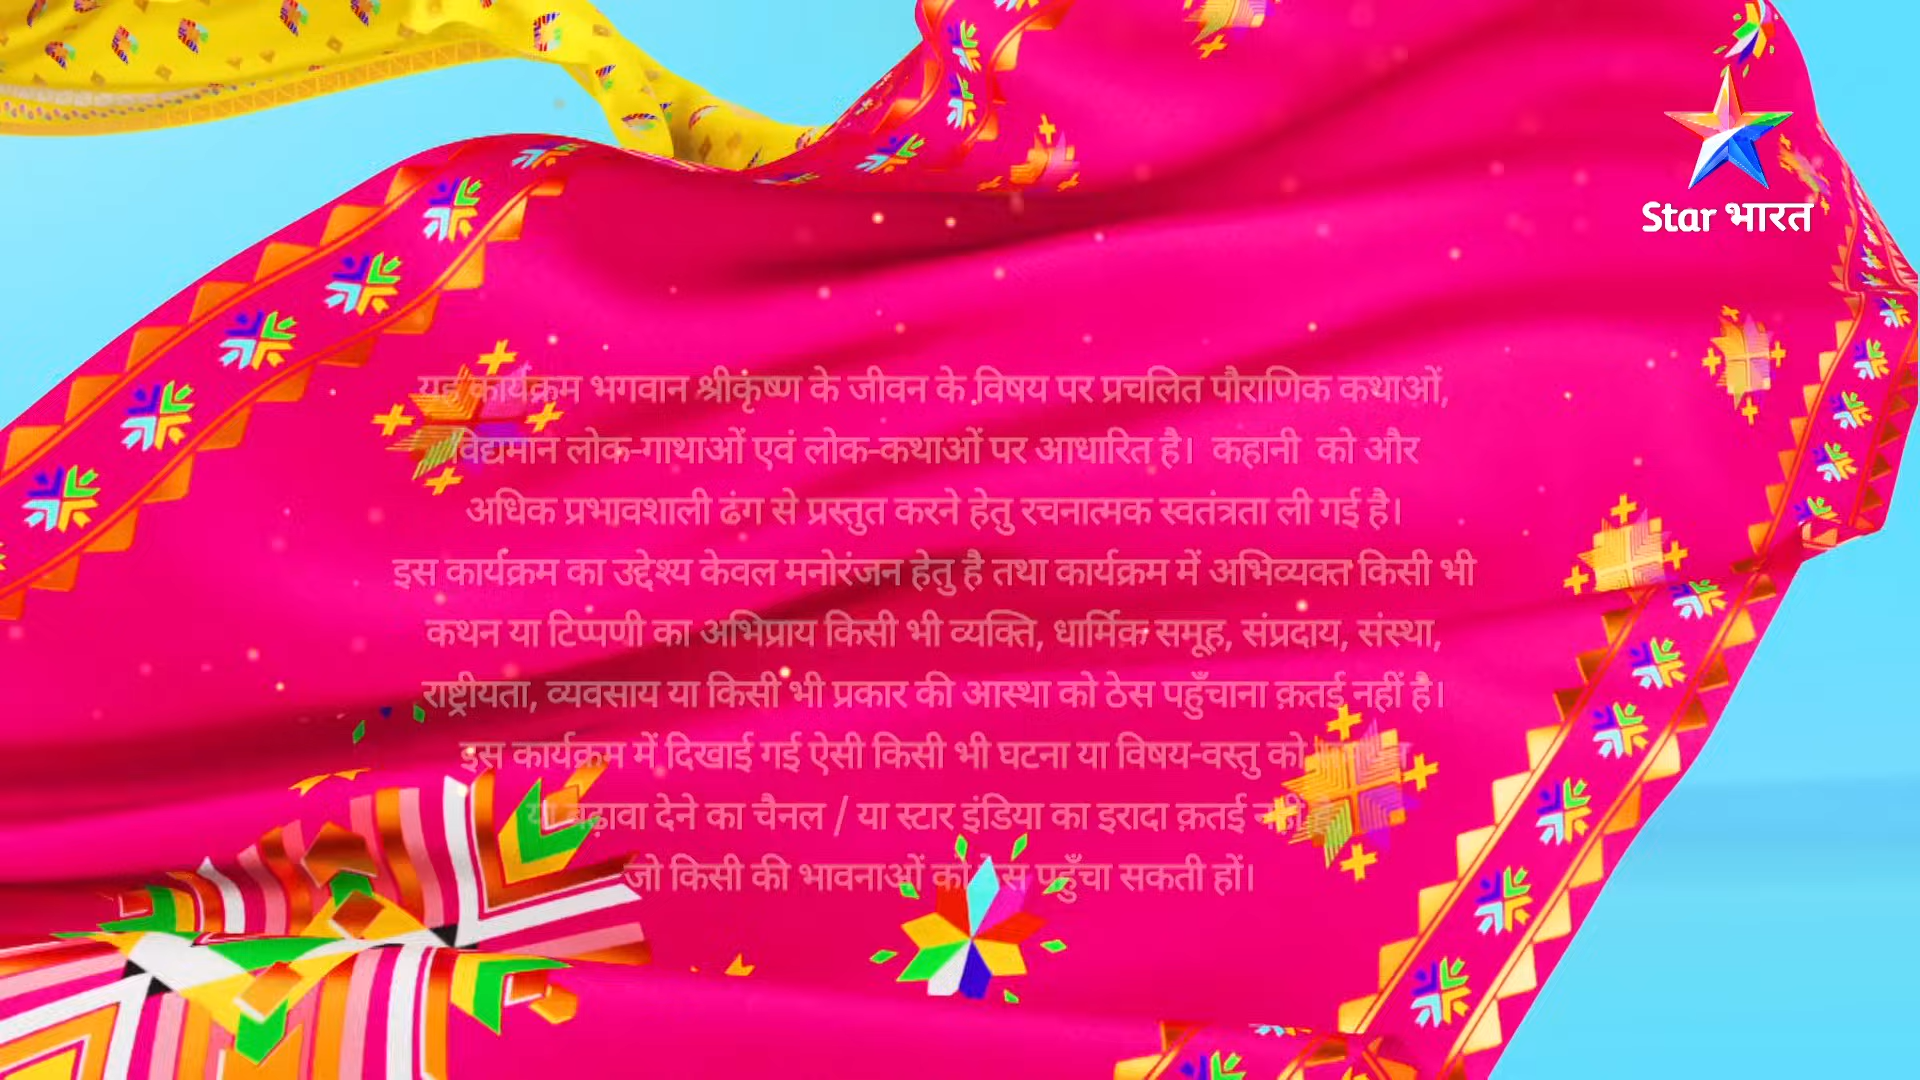 Star भारत
यह कार्यक्रम भगवान श्रीकृष्ण के जीवन के विषय पर प्रचलित पौराणिक कथाओं,
विद्यमान लोक-गाथाओं एवं लोक-कथाओं पर आधारित है। कहानी को और
अधिक प्रभावशाली ढंग से प्रस्तुत करने हेतु रचनात्मक स्वतंत्रता ली गई है।
इस कार्यक्रम का उद्देश्य केवल मनोरंजन हेतु है तथा कार्यक्रम में अभिव्यक्त किसी भी
कथन या टिप्पणी का अभिप्राय किसी भी व्यक्ति, धार्मिक समूह, संप्रदाय, संस्था,
राष्ट्रीयता, व्यवसाय या किसी भी प्रकार की आस्था को ठेस पहुँचाना क़तई नहीं है।
इस कार्यक्रम में दिखाई गई ऐसी किसी भी घटना या विषय-वस्तु को
या बढ़ावा देने का चैनल / या स्टार इंडिया का इरादा क़तई नहीं
जो किसी की भावनाओं को ठेस पहुँचा सकती हों।